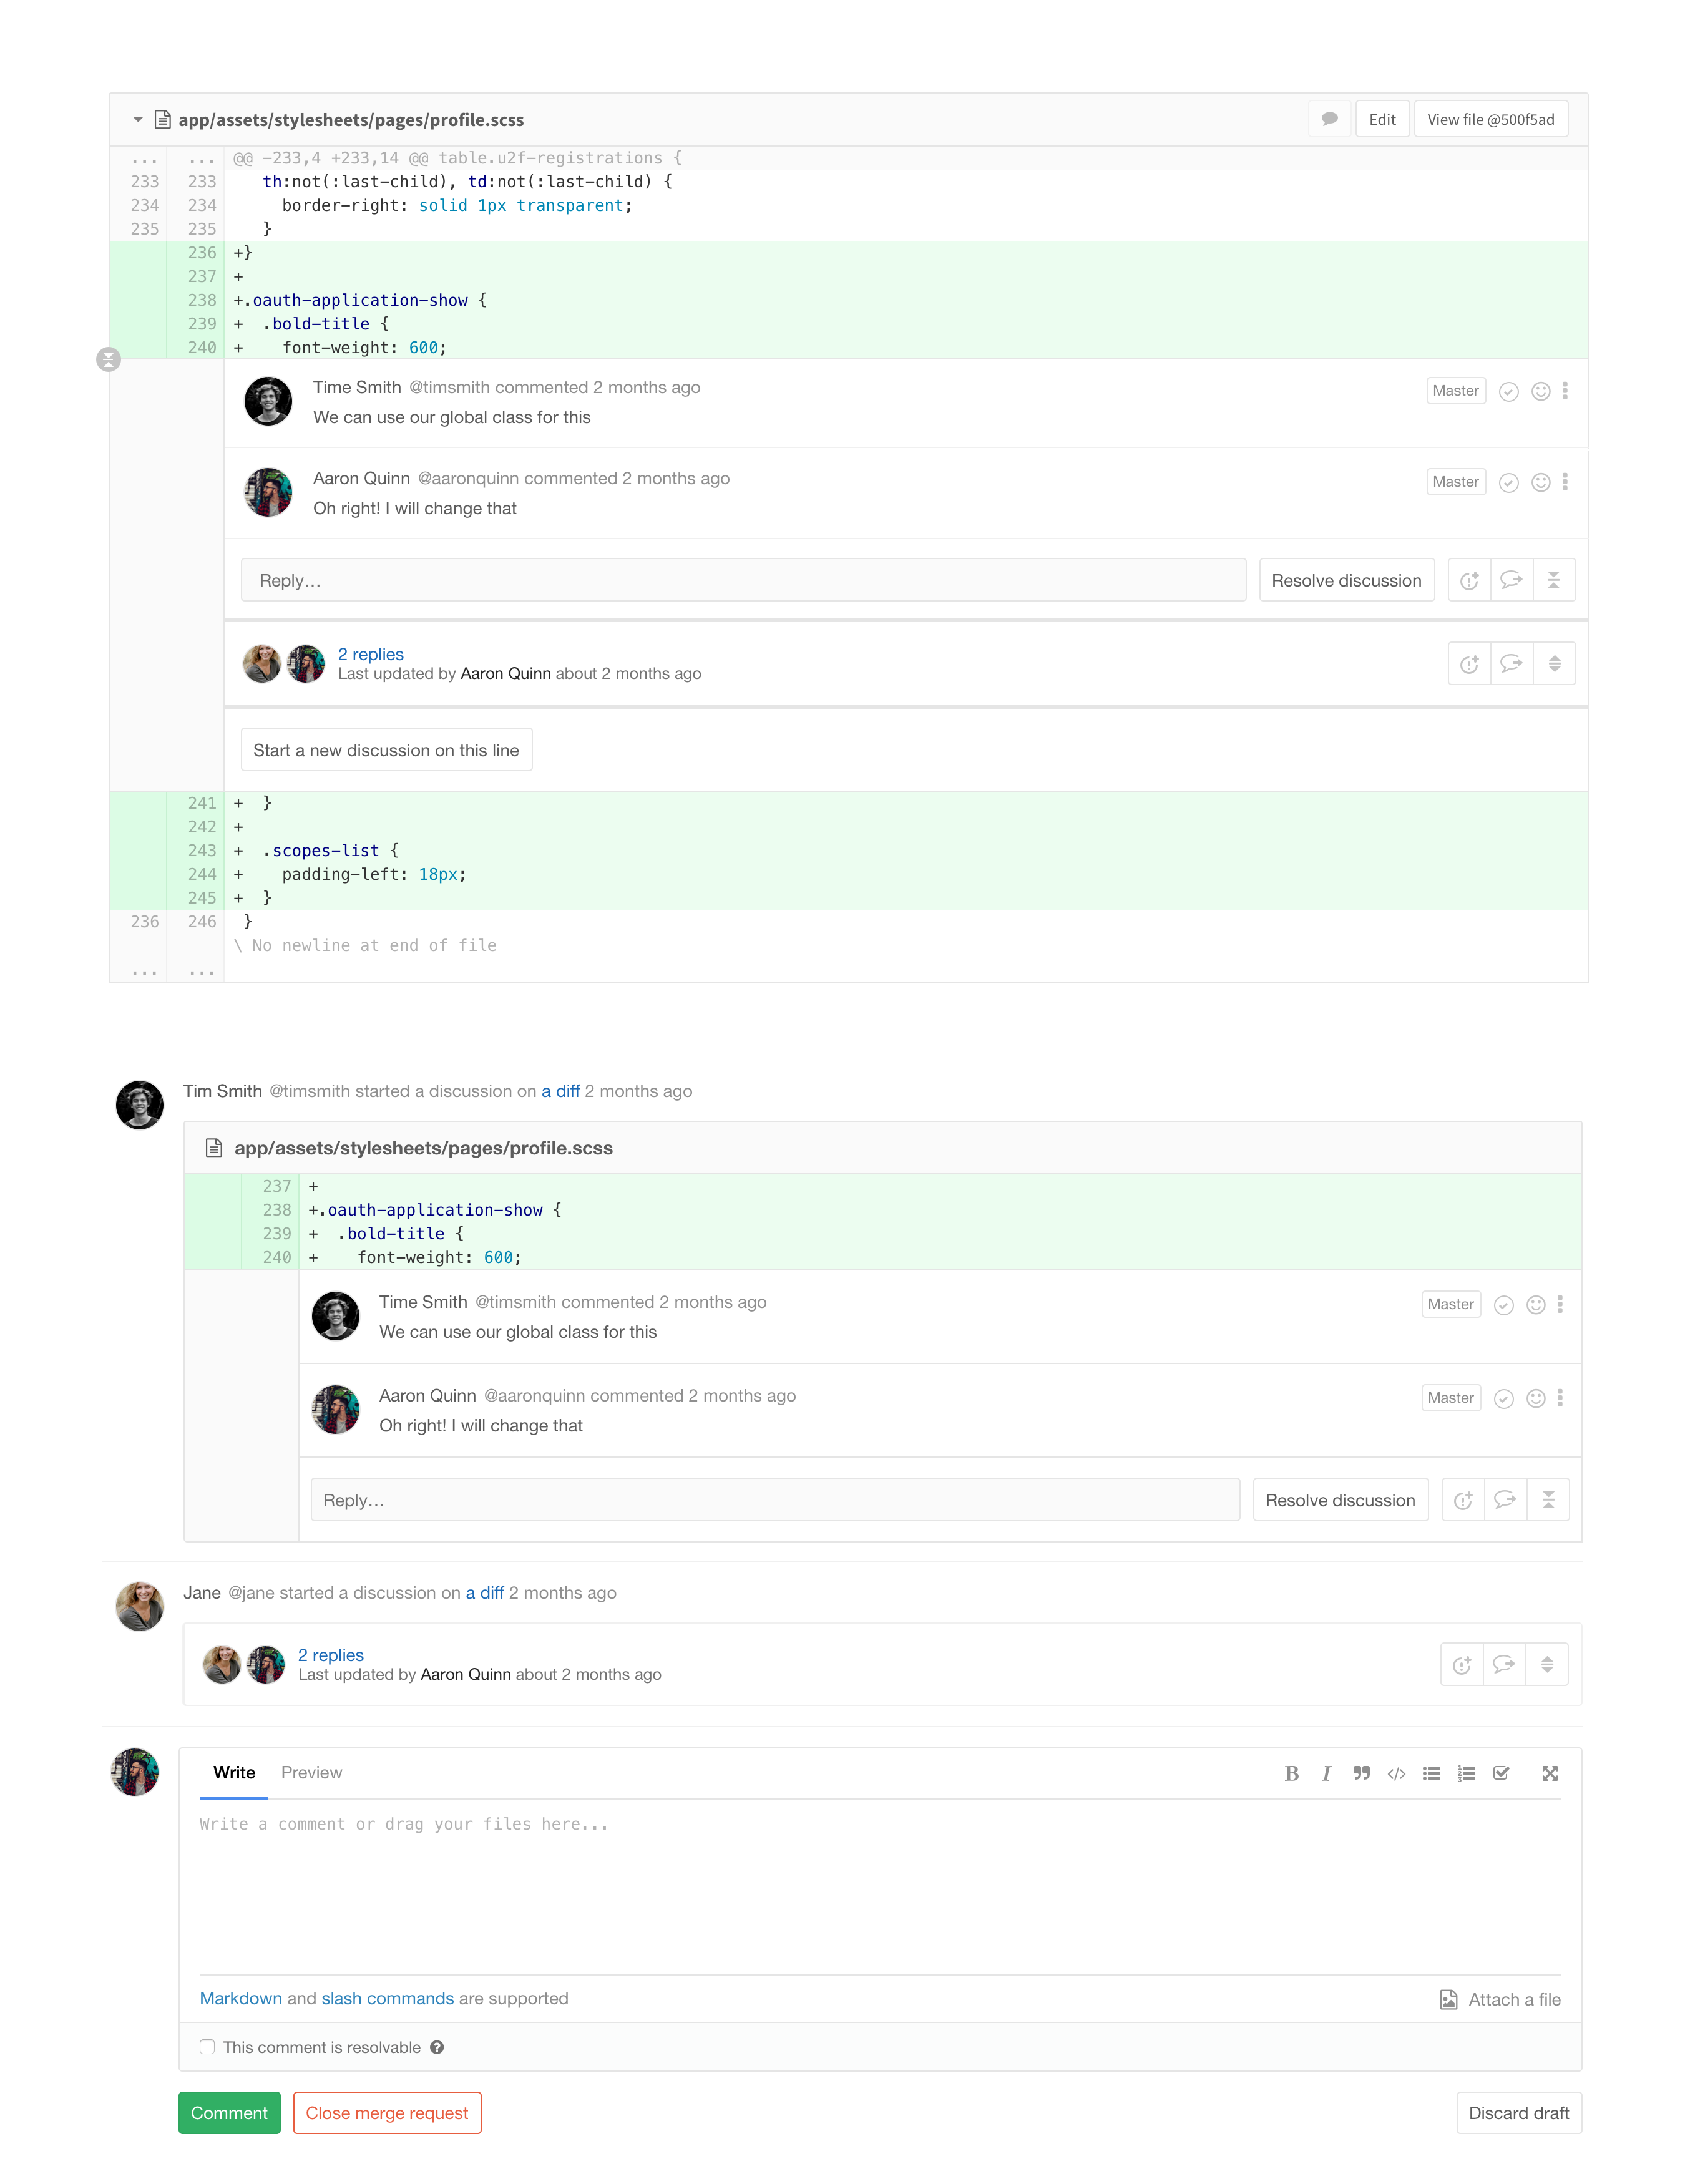 app/assets/stylesheets/pages/profile.scss Edit View file @500f5ad
... ... @@ -233,4 +233,14 @@ table.u2f-registrations {
233 233 th:not(:last-child), td:not(:last-child) {
234 234 border-right: solid 1px transparent;
235 235 }
236 +}
237 +
238 +.oauth-application-show {
239 + .bold-title {
240 + font-weight: 600;
Time Smith @timsmith commented 2 months ago Master
We can use our global class for this
Aaron Quinn @aaronquinn commented 2 months ago Master
Oh right! I will change that
Reply... Resolve discussion
2 replies
Last updated by Aaron Quinn about 2 months ago
Start a new discussion on this line
241 + }
242 +
243 + .scopes-list {
244 + padding-left: 18px;
245 + }
236 246 }
\ No newline at end of file
... ...
Tim Smith @timsmith started a discussion on a diff 2 months ago
app/assets/stylesheets/pages/profile.scss
237 +
238 +.oauth-application-show {
239 + .bold-title {
240 + font-weight: 600;
Time Smith @timsmith commented 2 months ago Master
We can use our global class for this
Aaron Quinn @aaronquinn commented 2 months ago Master
Oh right! I will change that
Reply... Resolve discussion
Jane @jane started a discussion on a diff 2 months ago
2 replies
Last updated by Aaron Quinn about 2 months ago
Write Preview
Write a comment or drag your files here...
Markdown and slash commands are supported Attach a file
This comment is resolvable
Comment Close merge request Discard draft